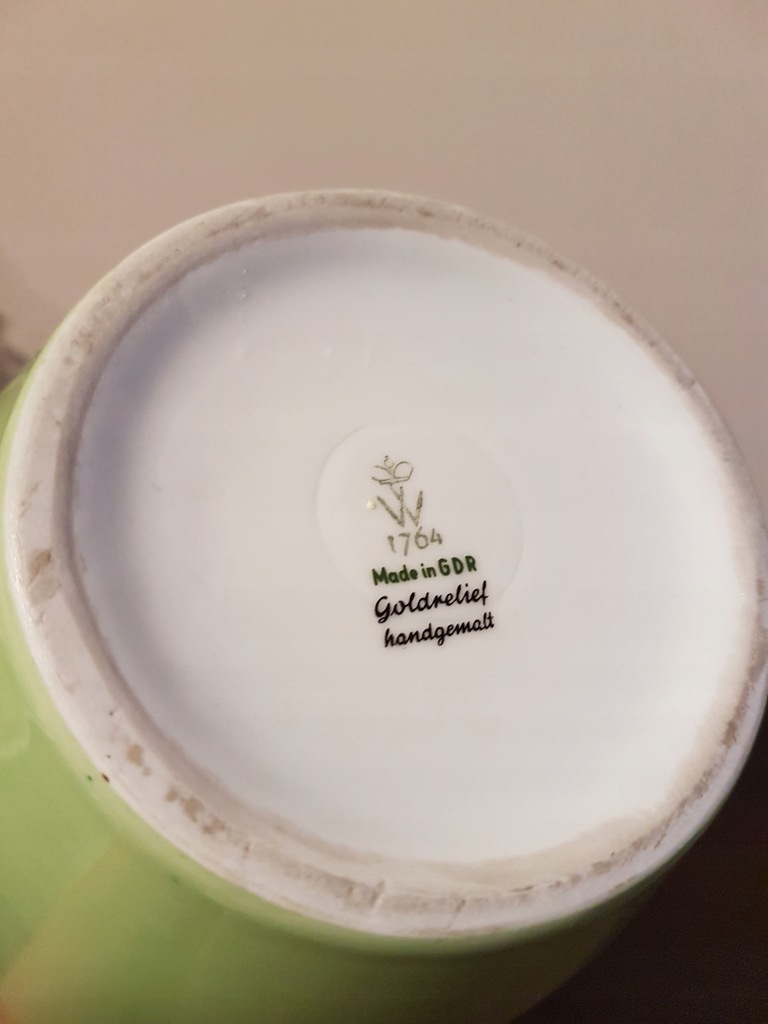 W
1764
Made in GDR
Goldrelief
handgemalt